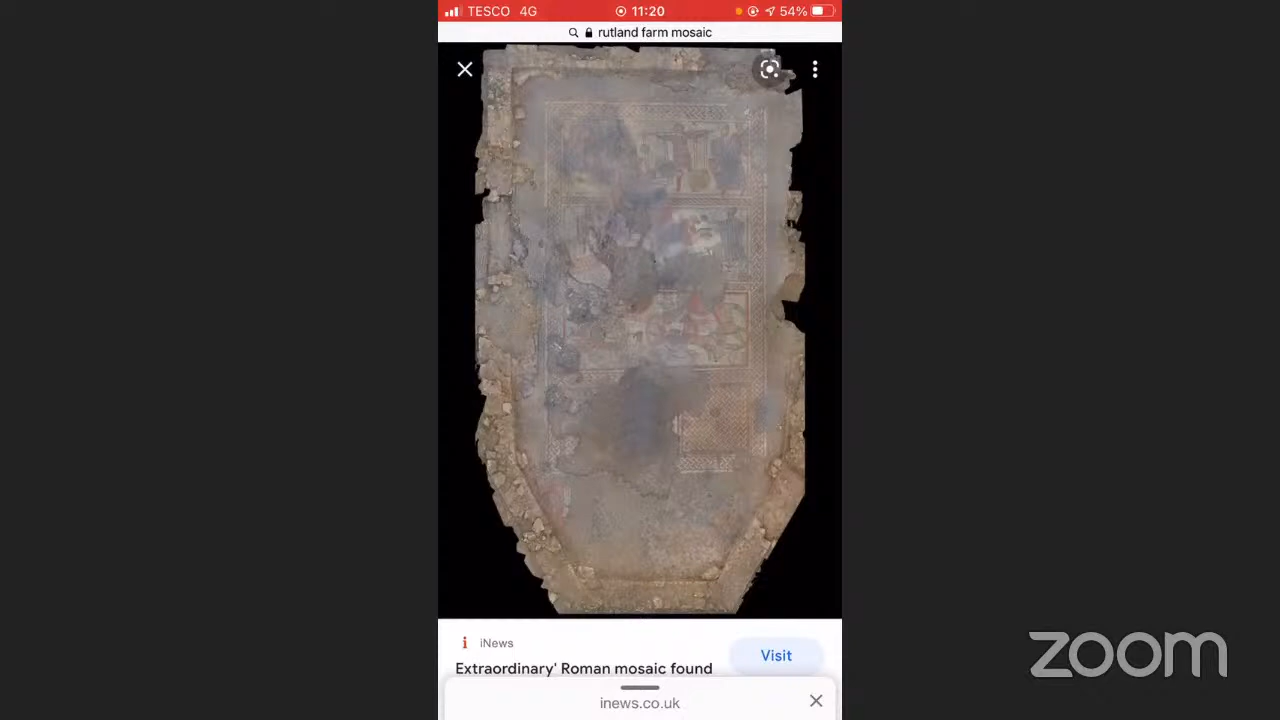 TESCO 4G 11:20 54%
rutland farm mosaic
i iNews
Extraordinary' Roman mosaic found
Visit
inews.co.uk
zoom